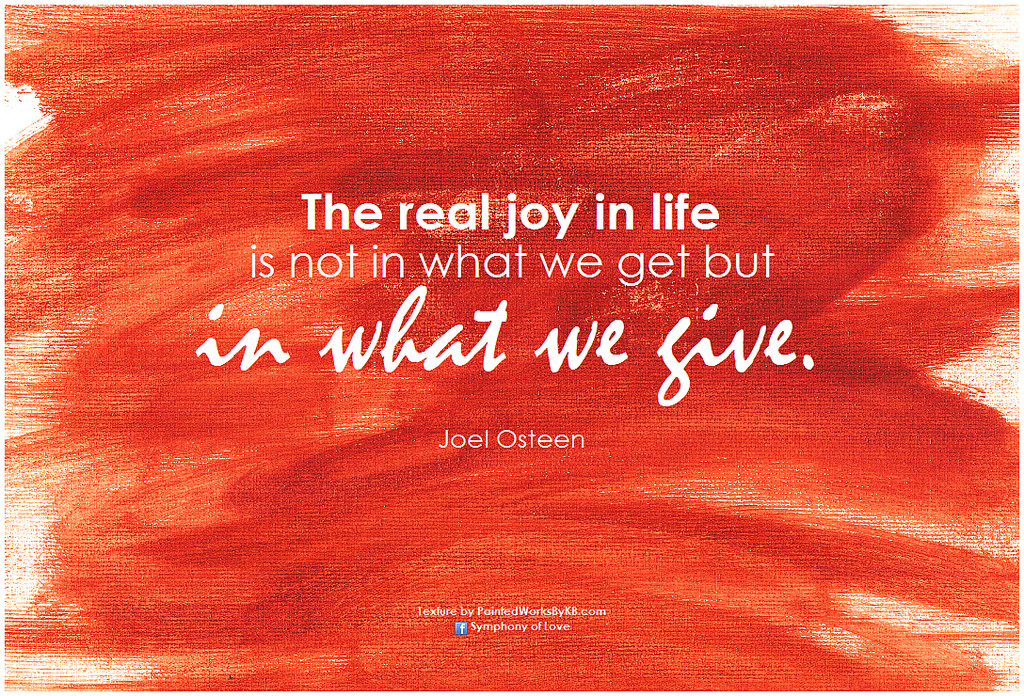 The real joy in life
is not in what we get but
in what we give.
Joel Osteen
Texture by PaintedWorksByKB.com
f Symphony of Love